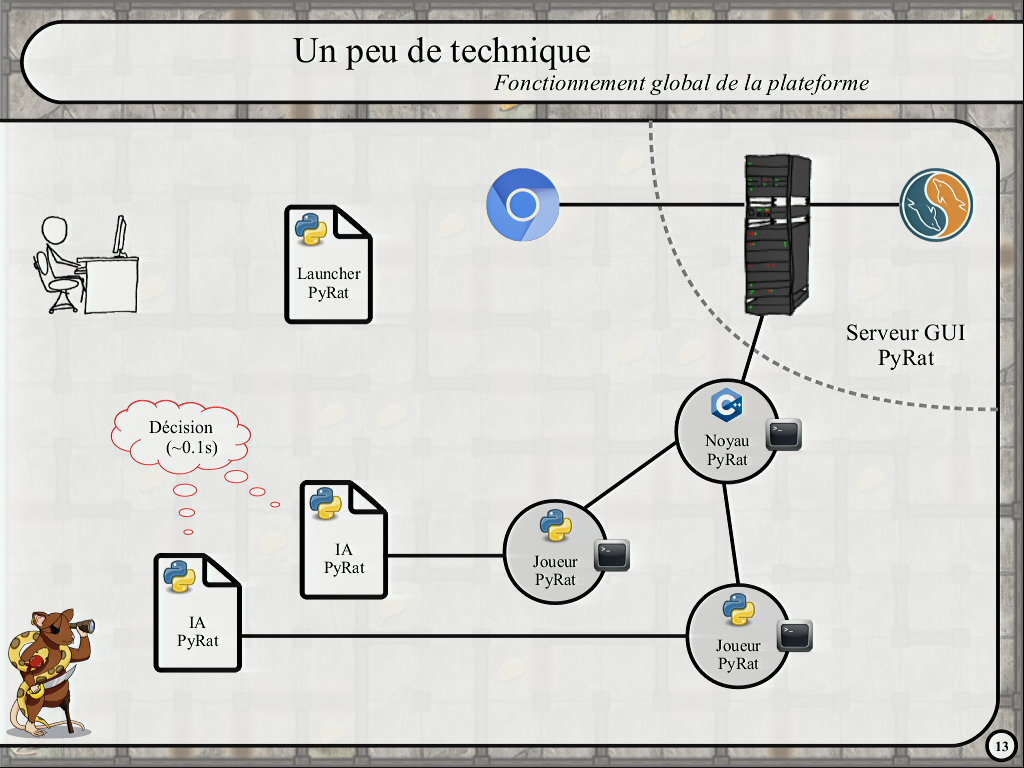 Un peu de technique
Fonctionnement global de la plateforme
Launcher
PyRat
Serveur GUI
PyRat
C++
Noyau
PyRat
>_
Décision
(~0.1s)
IA
PyRat
Joueur
PyRat
>_
IA
PyRat
Joueur
PyRat
>_
13